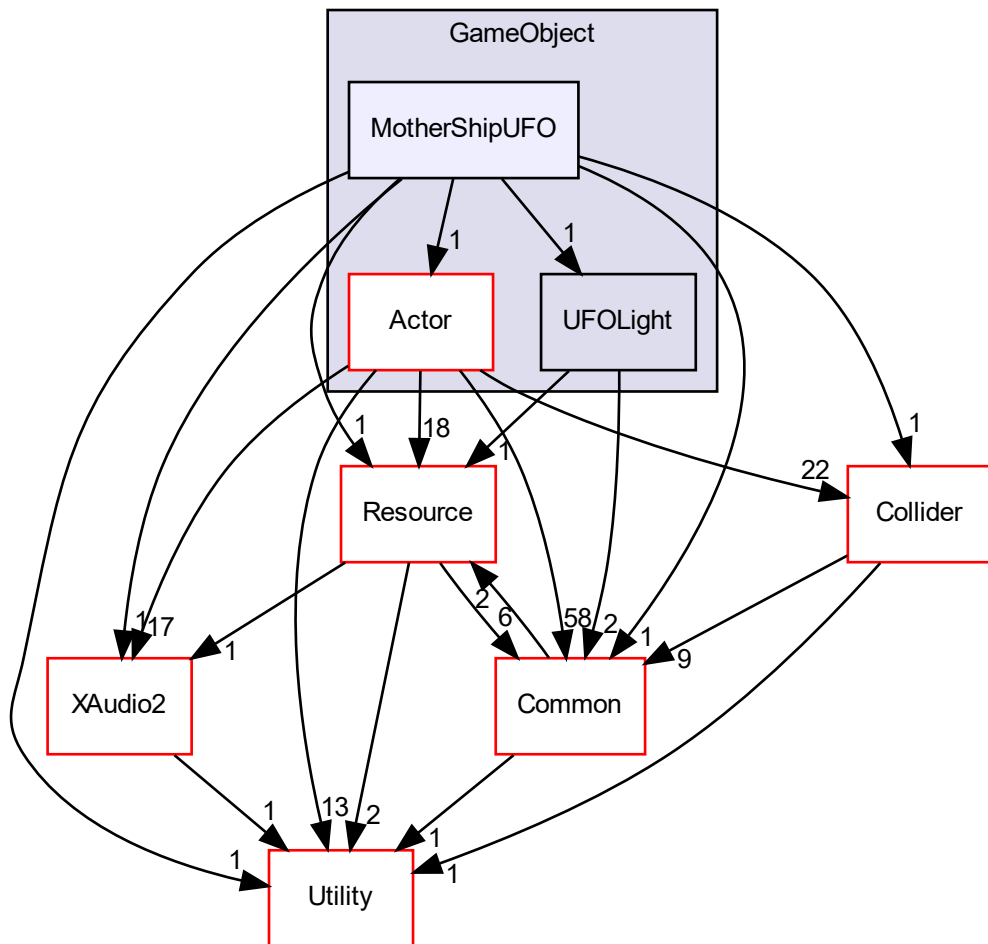 GameObject
MotherShipUFO
1
1
Actor
UFOLight
1
18
1
1
22
Resource
Collider
2
6
1
17
1
58
2
1
9
XAudio2
Common
1
13
2
1
1
1
Utility